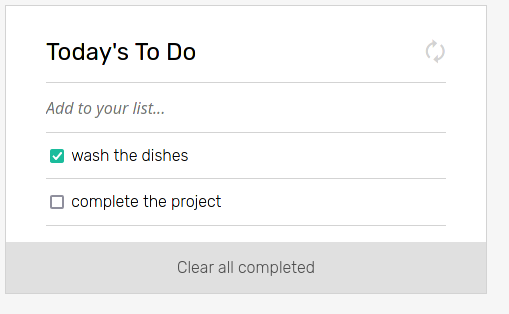 Today's To Do
Add to your list...
wash the dishes
complete the project
Clear all completed